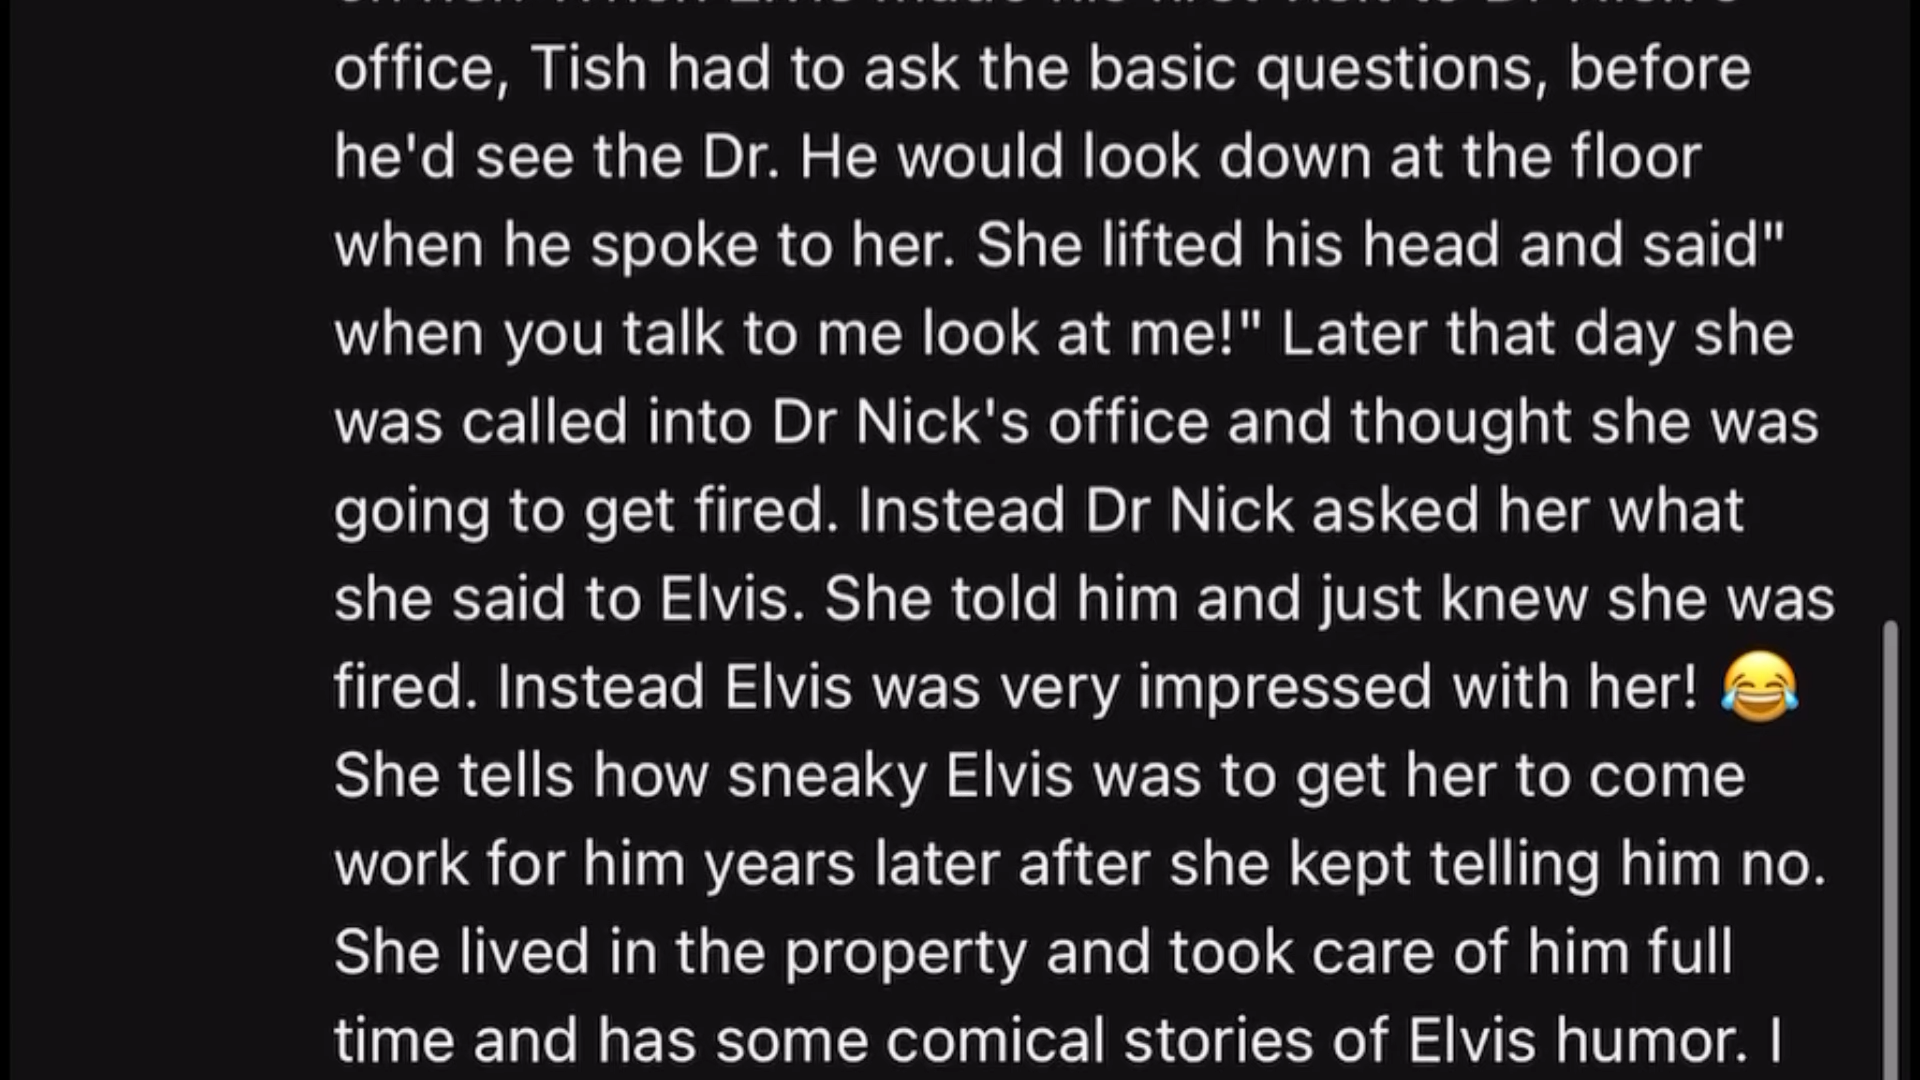 office, Tish had to ask the basic questions, before
he'd see the Dr. He would look down at the floor
when he spoke to her. She lifted his head and said"
when you talk to me look at me!" Later that day she
was called into Dr Nick's office and thought she was
going to get fired. Instead Dr Nick asked her what
she said to Elvis. She told him and just knew she was
fired. Instead Elvis was very impressed with her! 😂
She tells how sneaky Elvis was to get her to come
work for him years later after she kept telling him no.
She lived in the property and took care of him full
time and has some comical stories of Elvis humor. I